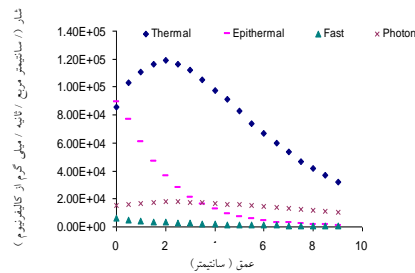 Thermal Epithermal Fast Photon
1.40E+05
1.20E+05
1.00E+05
8.00E+04
6.00E+04
4.00E+04
2.00E+04
0.00E+00
0 2 4 6 8 10
عمق ( سانتیمتر)
شار (/ سانتیمتر مربع / ثانیه / میلی گرم از کالیفرنیوم )